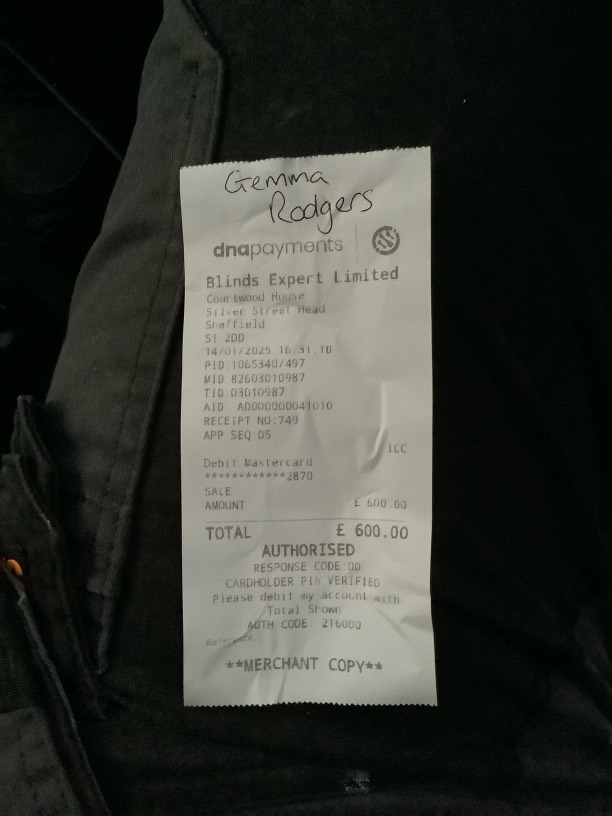 Gemma
Rodgers
dnapayments
Blinds Expert Limited
Courtwood House
Silver Street Head
Sheffield
S1 2DD
14/01/2025 16:31:10
PID:1065340/497
MID 82603010987
TID:03010987
AID A0000000041010
RECEIPT NO:749
APP SEQ:05
ICC
Debit Mastercard
************2870
SALE
AMOUNT £ 600.00
TOTAL £ 600.00
AUTHORISED
RESPONSE CODE:00
CARDHOLDER PIN VERIFIED
Please debit my account with
Total Shown
AUTH CODE: 216000
Reference
**MERCHANT COPY**